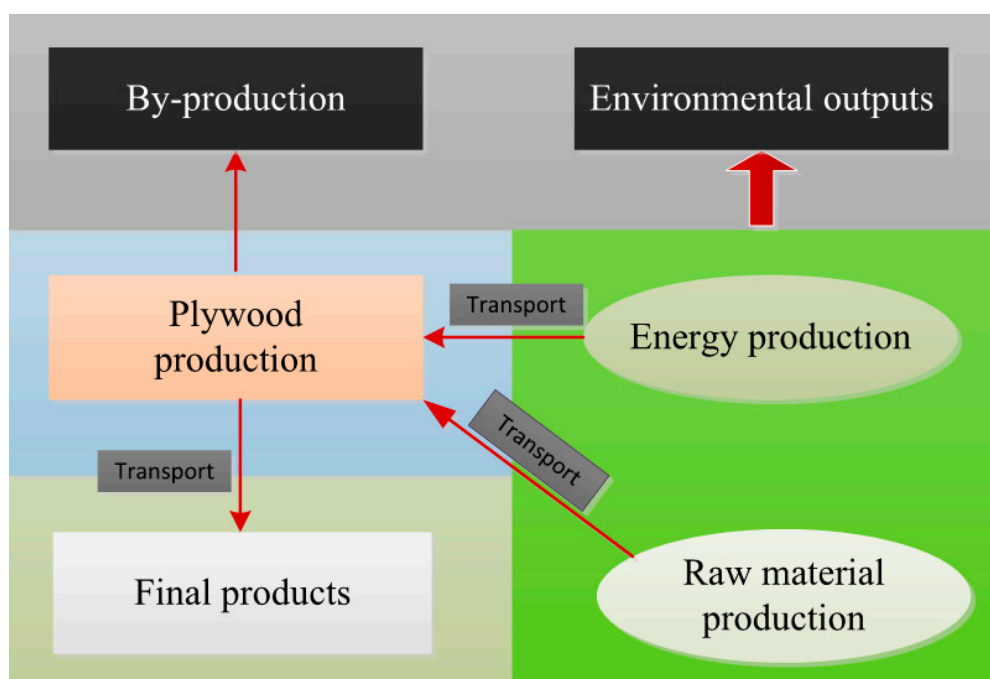 By-production
Environmental outputs
Plywood
production
Transport
Energy production
Transport
Transport
Final products
Raw material
production